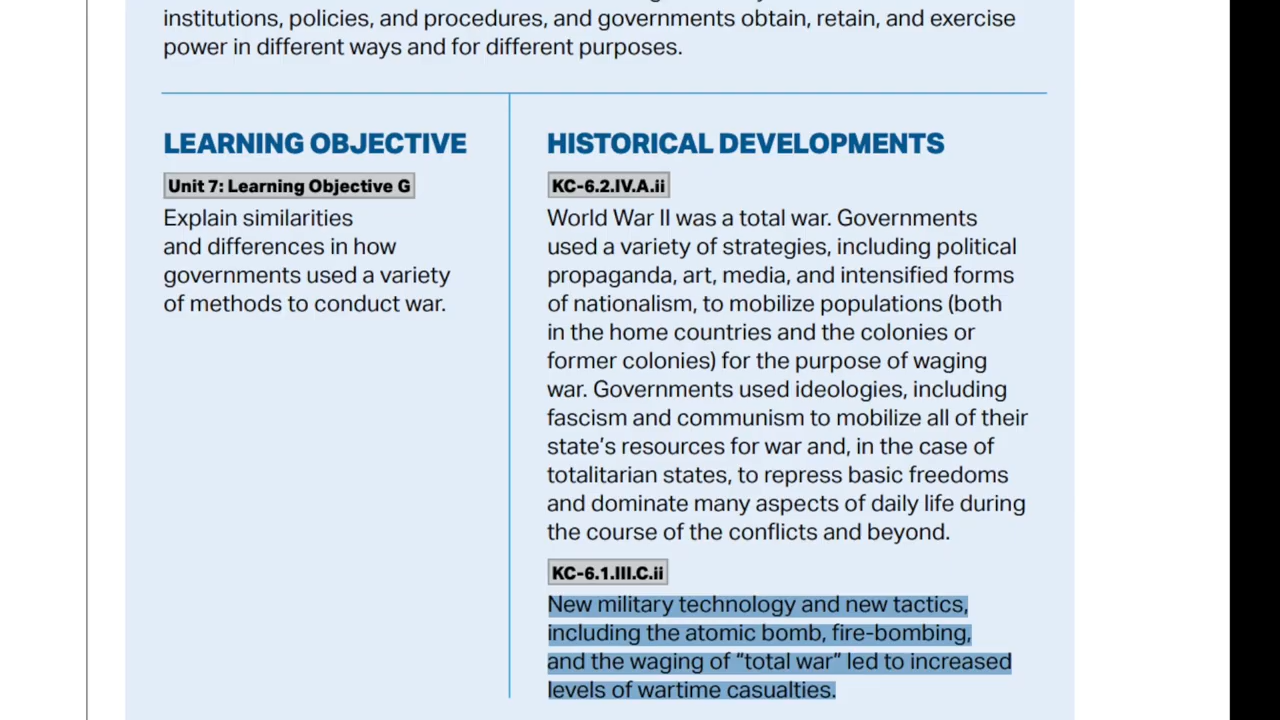 institutions, policies, and procedures, and governments obtain, retain, and exercise
power in different ways and for different purposes.
LEARNING OBJECTIVE
Unit 7: Learning Objective G
Explain similarities
and differences in how
governments used a variety
of methods to conduct war.
HISTORICAL DEVELOPMENTS
KC-6.2.IV.A.ii
World War II was a total war. Governments
used a variety of strategies, including political
propaganda, art, media, and intensified forms
of nationalism, to mobilize populations (both
in the home countries and the colonies or
former colonies) for the purpose of waging
war. Governments used ideologies, including
fascism and communism to mobilize all of their
state’s resources for war and, in the case of
totalitarian states, to repress basic freedoms
and dominate many aspects of daily life during
the course of the conflicts and beyond.
KC-6.1.III.C.ii
New military technology and new tactics,
including the atomic bomb, fire-bombing,
and the waging of “total war” led to increased
levels of wartime casualties.